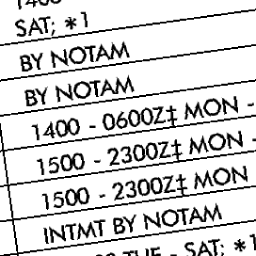 1400
SAT; *1
BY NOTAM
BY NOTAM
1400 - 0600Z‡ MON -
1500 - 2300Z‡ MON -
1500 - 2300Z‡ MON
INTMT BY NOTAM
TUE - SAT; *1